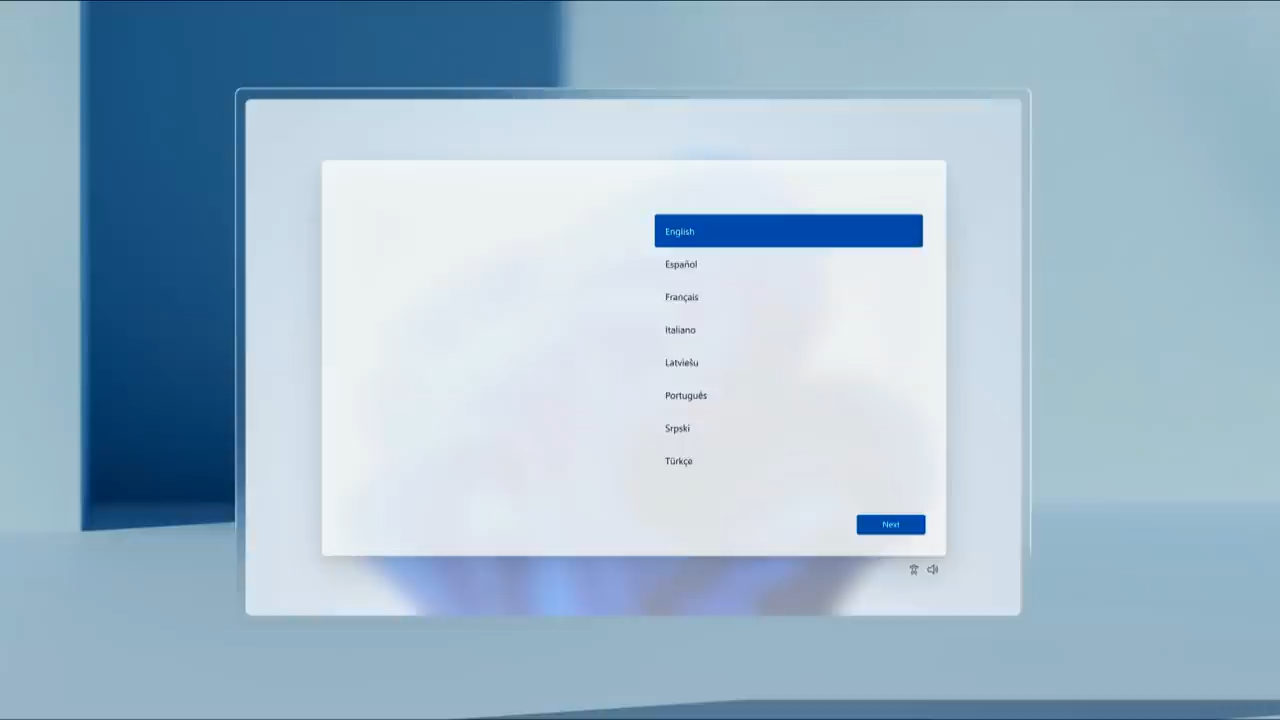 English
Español
Français
Italiano
Latviešu
Português
Srpski
Türkçe
Next